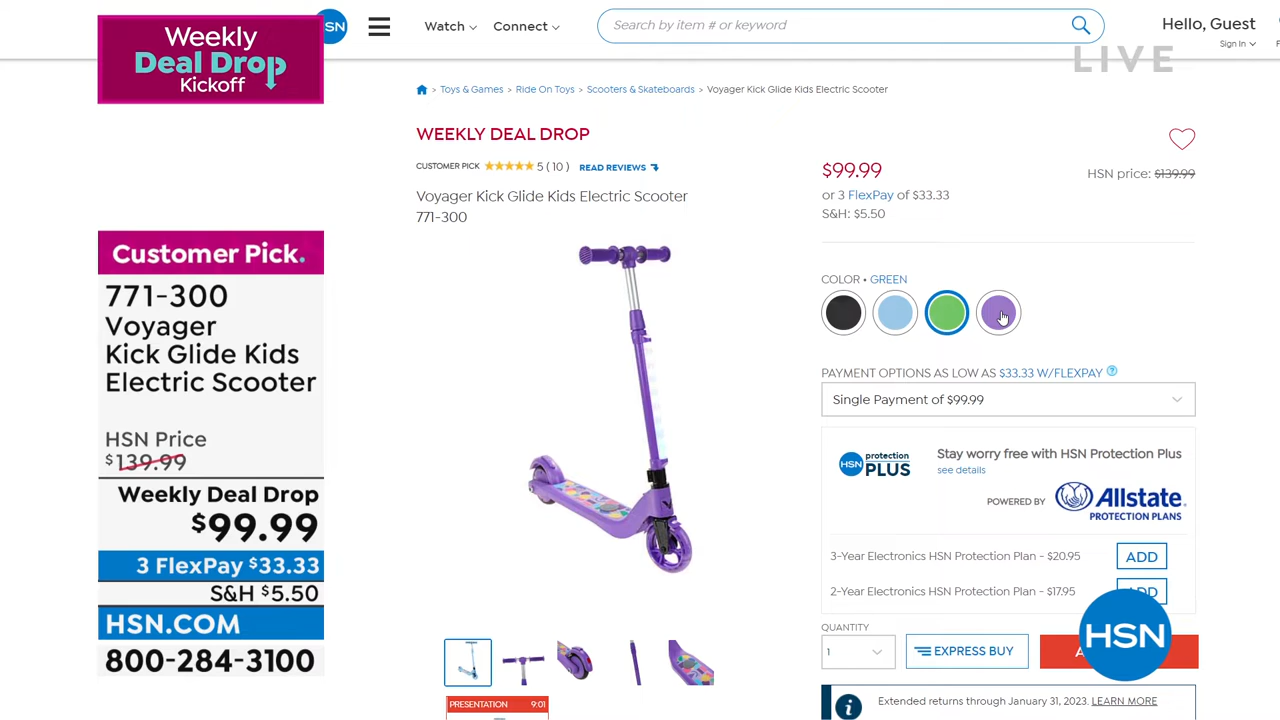 Weekly
Deal Drop
Kickoff
SN
Watch
Connect
Search by item # or keyword
Hello, Guest
Sign In
LIVE
> Toys & Games > Ride On Toys > Scooters & Skateboards > Voyager Kick Glide Kids Electric Scooter
WEEKLY DEAL DROP
CUSTOMER PICK 5 ( 10 ) READ REVIEWS
Voyager Kick Glide Kids Electric Scooter
771-300
$99.99
HSN price: $139.99
or 3 FlexPay of $33.33
S&H: $5.50
COLOR • GREEN
PAYMENT OPTIONS AS LOW AS $33.33 W/FLEXPAY ?
Single Payment of $99.99
HSN protection PLUS
Stay worry free with HSN Protection Plus
see details
POWERED BY Allstate
PROTECTION PLANS
3-Year Electronics HSN Protection Plan - $20.95 ADD
2-Year Electronics HSN Protection Plan - $17.95
QUANTITY
1
EXPRESS BUY
HSN
Extended returns through January 31, 2023. LEARN MORE
PRESENTATION 9:01
Customer Pick.
771-300
Voyager
Kick Glide Kids
Electric Scooter
HSN Price
$139.99
Weekly Deal Drop
$99.99
3 FlexPay $33.33
S&H $5.50
HSN.COM
800-284-3100